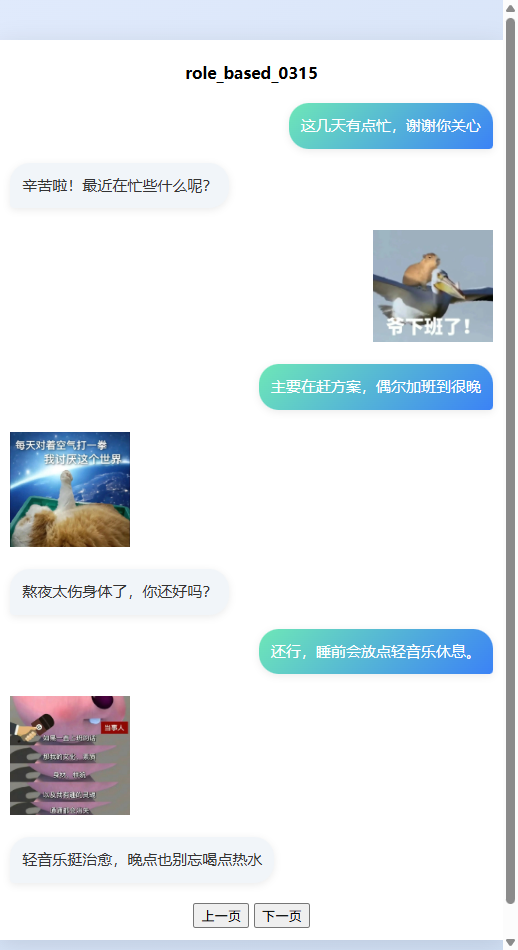 role_based_0315
这几天有点忙，谢谢你关心
辛苦啦！最近在忙些什么呢？
爷下班了！
主要在赶方案，偶尔加班到很晚
每天对着空气打一拳
我讨厌这个世界
熬夜太伤身体了，你还好吗？
还行，睡前会放点轻音乐休息。
当事人
轻音乐挺治愈，晚点也别忘喝点热水
上一页
下一页